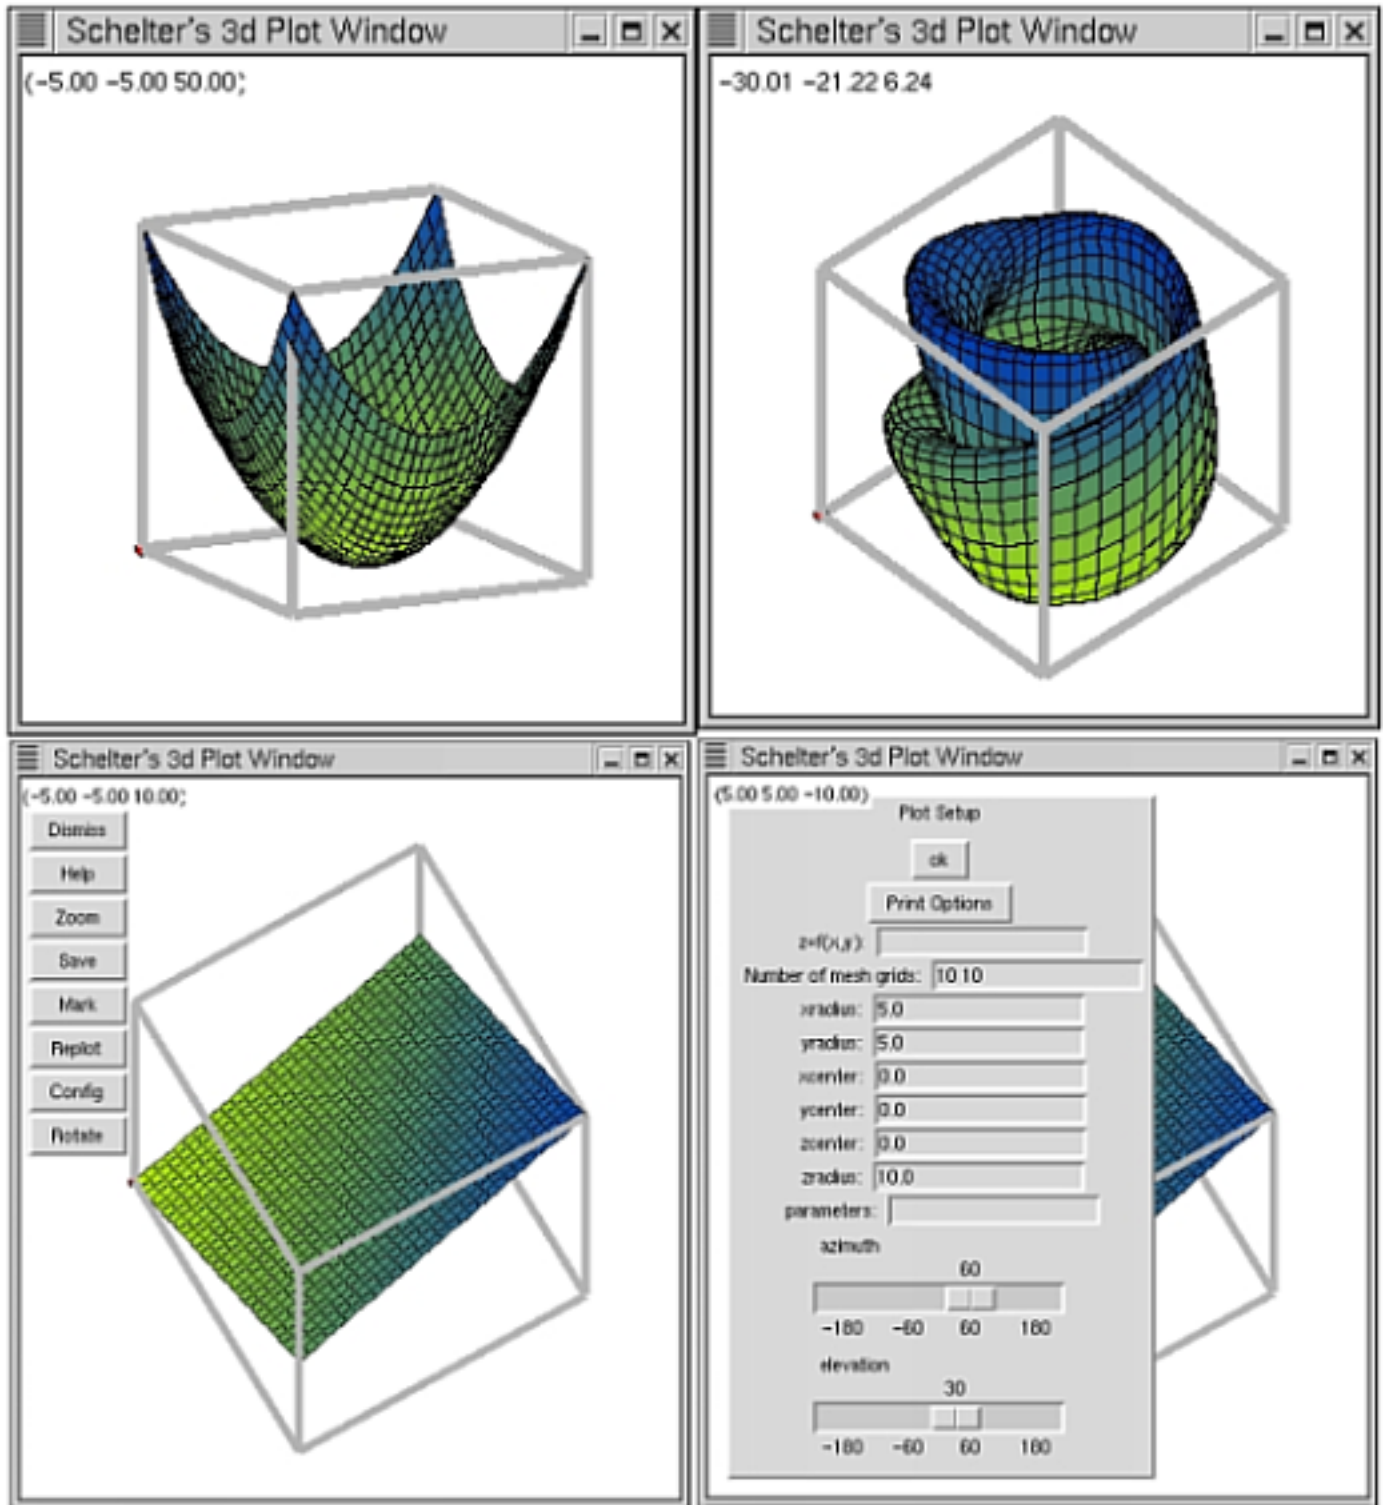 Schelter's 3d Plot Window
(-5.00 -5.00 50.00;
Schelter's 3d Plot Window
-30.01 -21.22 6.24
Schelter's 3d Plot Window
(-5.00 -5.00 10.00;
Dismiss
Help
Zoom
Save
Mark
Replot
Config
Rotate
Schelter's 3d Plot Window
(5.00 5.00 -10.00)
Plot Setup
ok
Print Options
z=f(x,y):
Number of mesh grids: 10 10
xradius: 5.0
yradius: 5.0
xcenter: 0.0
ycenter: 0.0
zcenter: 0.0
zradius: 10.0
parameters:
azimuth
60
-180 -60 60 180
elevation
30
-180 -60 60 180